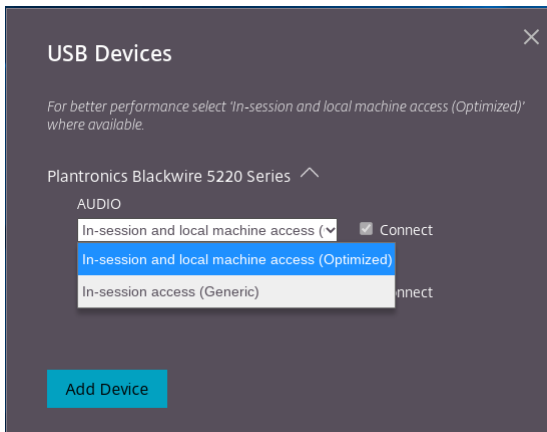 USB Devices
For better performance select 'In-session and local machine access (Optimized)'
where available.
Plantronics Blackwire 5220 Series
AUDIO
In-session and local machine access (
Connect
In-session and local machine access (Optimized)
In-session access (Generic)
nnect
Add Device